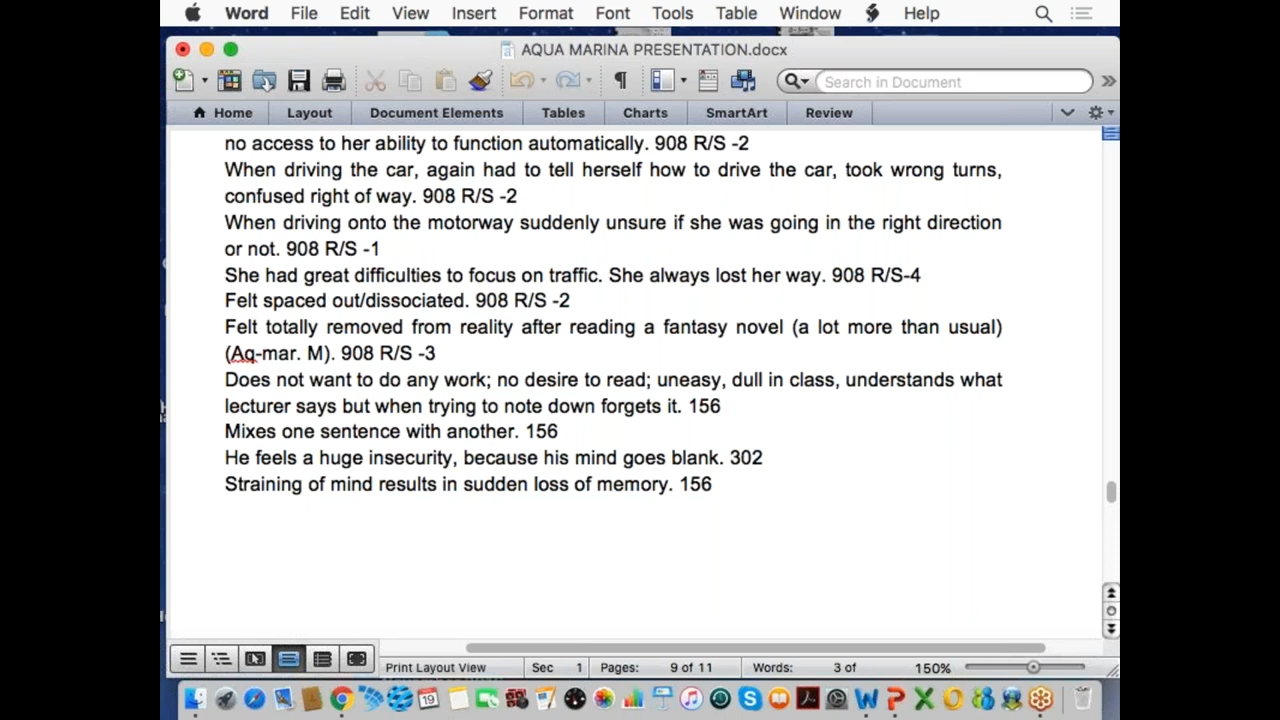 Word File Edit View Insert Format Font Tools Table Window Help
AQUA MARINA PRESENTATION.docx
Search in Document
Home Layout Document Elements Tables Charts SmartArt Review
no access to her ability to function automatically. 908 R/S -2
When driving the car, again had to tell herself how to drive the car, took wrong turns,
confused right of way. 908 R/S -2
When driving onto the motorway suddenly unsure if she was going in the right direction
or not. 908 R/S -1
She had great difficulties to focus on traffic. She always lost her way. 908 R/S-4
Felt spaced out/dissociated. 908 R/S -2
Felt totally removed from reality after reading a fantasy novel (a lot more than usual)
(Aq-mar. M). 908 R/S -3
Does not want to do any work; no desire to read; uneasy, dull in class, understands what
lecturer says but when trying to note down forgets it. 156
Mixes one sentence with another. 156
He feels a huge insecurity, because his mind goes blank. 302
Straining of mind results in sudden loss of memory. 156
Print Layout View Sec 1 Pages: 9 of 11 Words: 3 of 150%
19